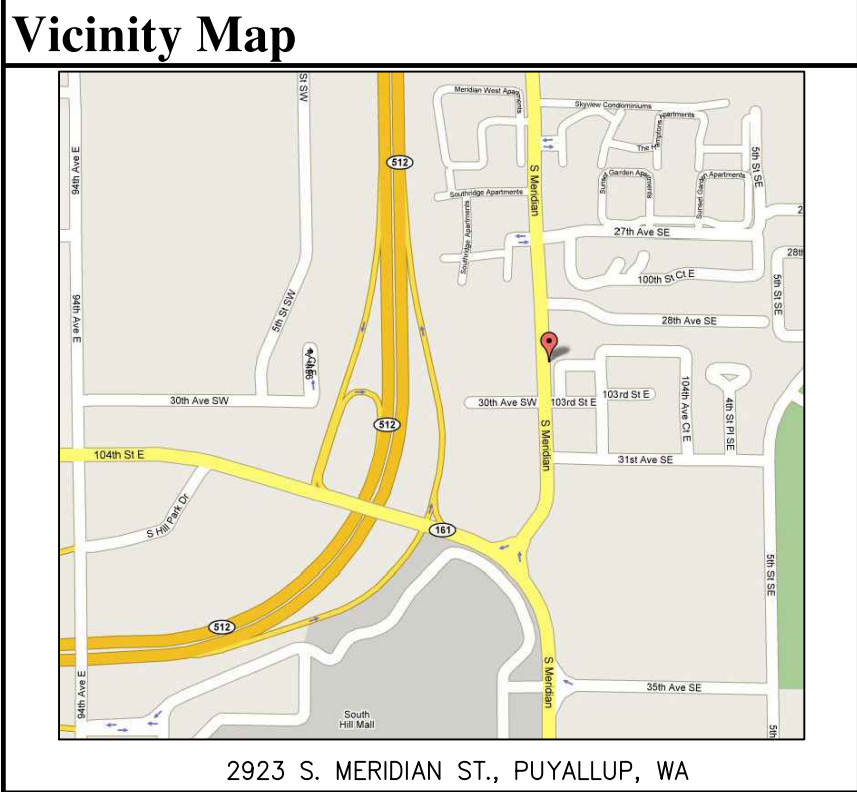 Vicinity Map
St SW
Meridian West Apartments
Skyview Condominiums
Apartments
94th Ave E
512
S Meridian
The Hamptons
5th St SE
Southridge Apartments
Sunset Garden Apartments
Sunset Garden Apartments
2
Southridge Apartments
27th Ave SE
28th
100th St Ct E
94th Ave E
5th St SW
5th St SE
28th Ave SE
30th Ave SW
30th Ave SW
103rd St E
103rd St E
104th Ave Ct E
4th St Pl SE
512
S Meridian
104th St E
31st Ave SE
S Hill Park Dr
161
5th St SE
512
94th Ave E
S Meridian
35th Ave SE
South
Hill Mall
5th
2923 S. MERIDIAN ST., PUYALLUP, WA